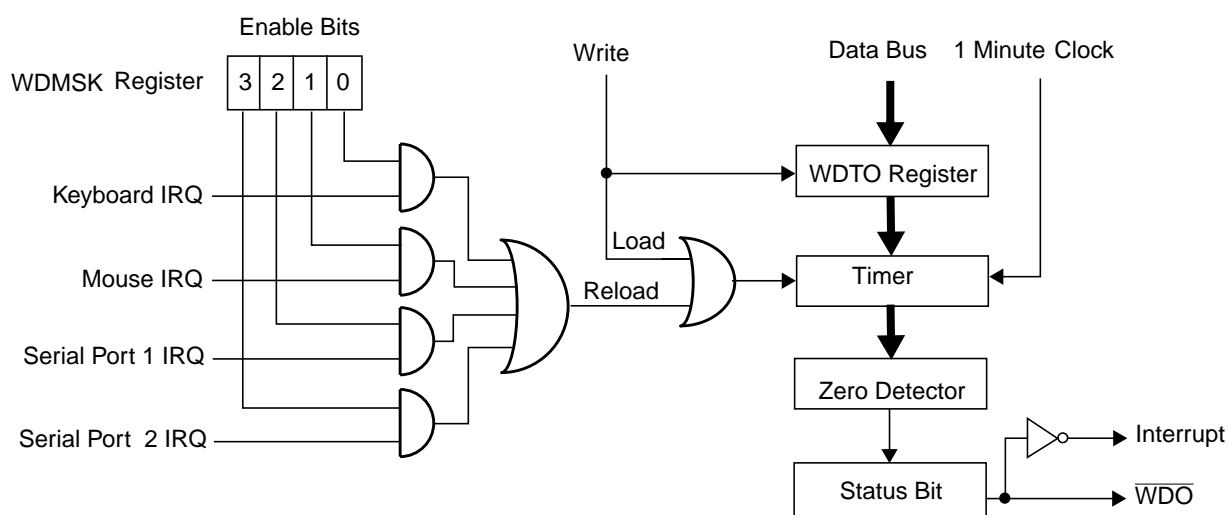 Enable Bits
WDMSK Register
3 2 1 0
Write
Data Bus
1 Minute Clock
Keyboard IRQ
WDTO Register
Mouse IRQ
Load
Reload
Timer
Serial Port 1 IRQ
Zero Detector
Serial Port 2 IRQ
Interrupt
Status Bit
W̅D̅O̅